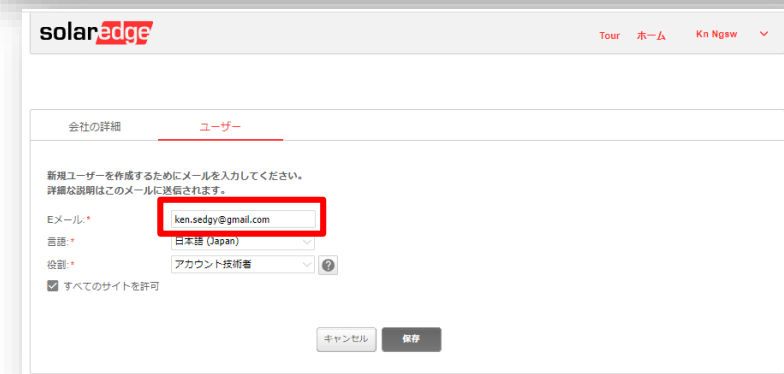 solaredge
Tour ホーム Kn Ngsw
会社の詳細 ユーザー
新規ユーザーを作成するためにメールを入力してください。
詳細な説明はこのメールに送信されます。
Eメール:* ken.sedgy@gmail.com
言語:* 日本語 (Japan)
役割:* アカウント技術者 ?
すべてのサイトを許可
キャンセル 保存